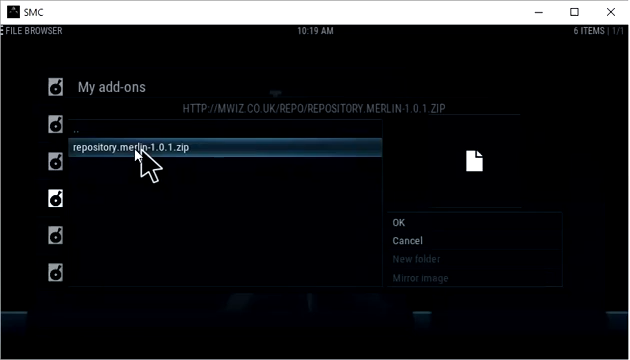 SMC
FILE BROWSER
10:19 AM
6 ITEMS | 1/1
My add-ons
HTTP://MWIZ.CO.UK/REPO/REPOSITORY.MERLIN-1.0.1.ZIP
..
repository.merlin-1.0.1.zip
OK
Cancel
New folder
Mirror image